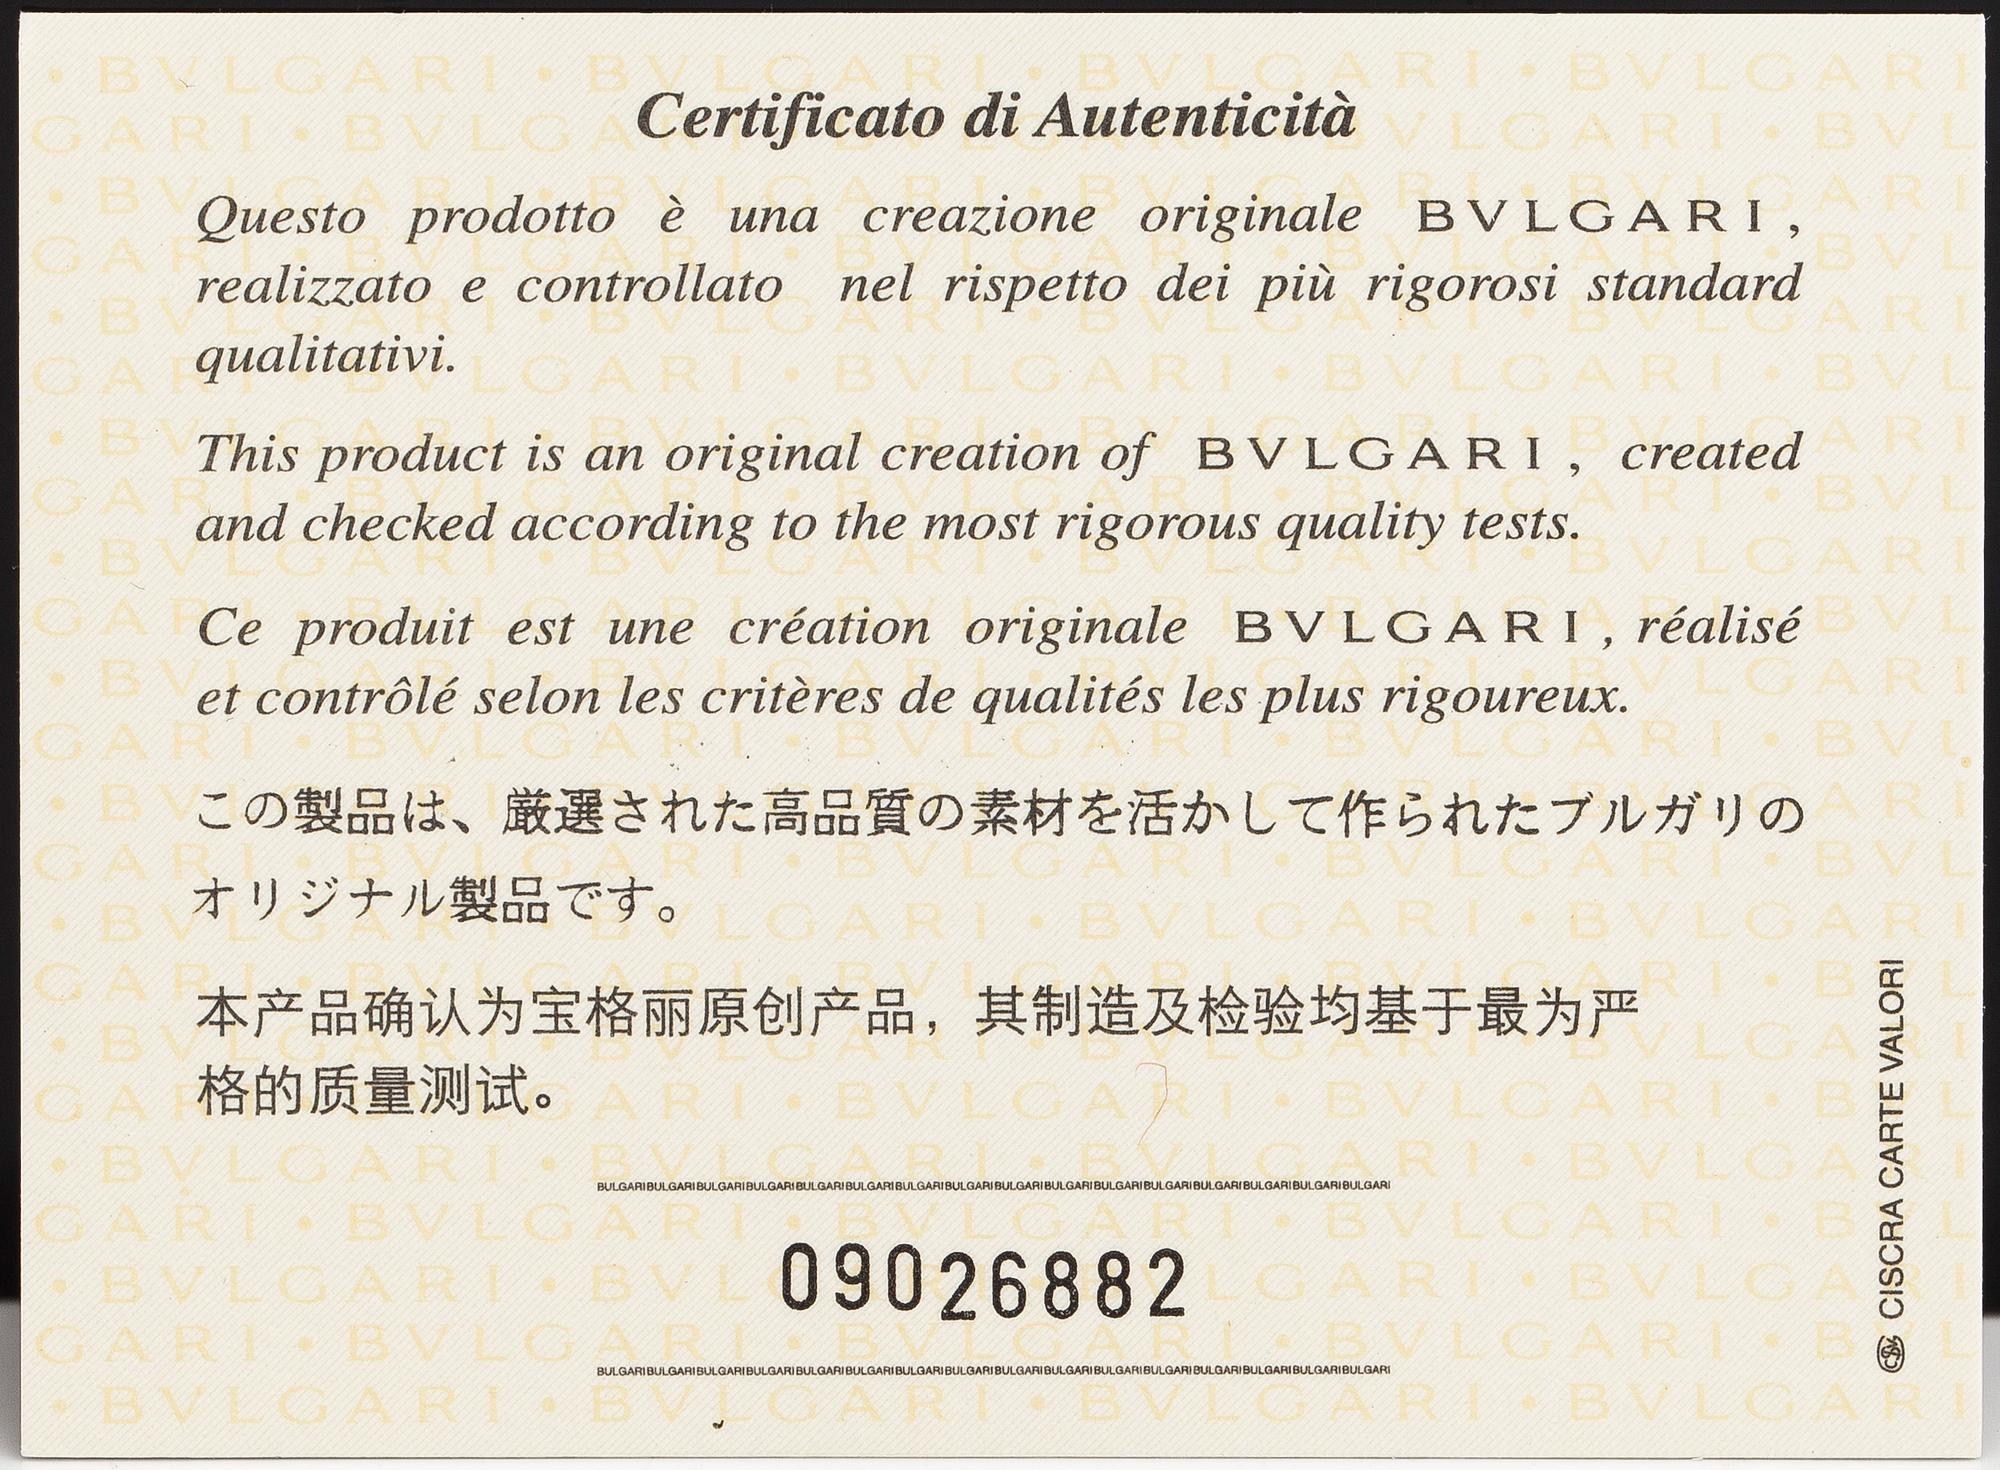 Certificato di Autenticità
Questo prodotto è una creazione originale BVLGARI,
realizzato e controllato nel rispetto dei più rigorosi standard
qualitativi.
This product is an original creation of BVLGARI, created
and checked according to the most rigorous quality tests.
Ce produit est une création originale BVLGARI, réalisé
et contrôlé selon les critères de qualités les plus rigoureux.
この製品は、厳選された高品質の素材を活かして作られたブルガリの
オリジナル製品です。
本产品确认为宝格丽原创产品，其制造及检验均基于最为严
格的质量测试。
BULGARIBULGARIBULGARIBULGARIBULGARIBULGARIBULGARIBULGARIBULGARIBULGARIBULGARIBULGARIBULGARIBULGARIBULGARIBULGARI
09026882
BULGARIBULGARIBULGARIBULGARIBULGARIBULGARIBULGARIBULGARIBULGARIBULGARIBULGARIBULGARIBULGARIBULGARIBULGARIBULGARI
CISCRA CARTE VALORI